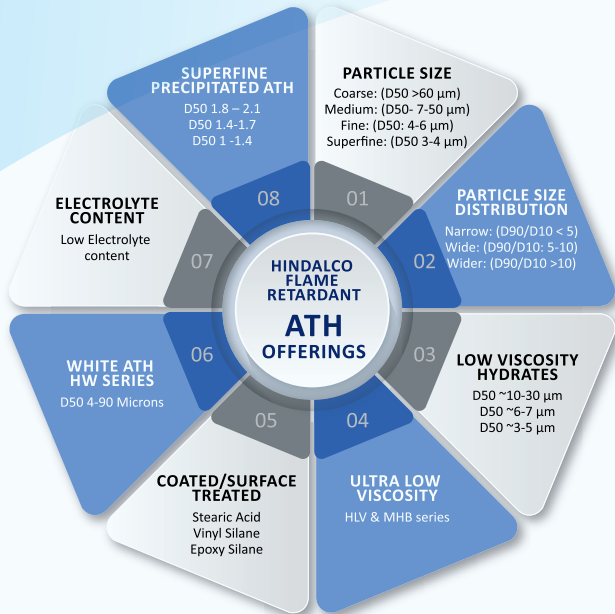 HINDALCO
FLAME
RETARDANT
ATH
OFFERINGS
01
PARTICLE SIZE
Coarse: (D50 >60 µm)
Medium: (D50- 7-50 µm)
Fine: (D50: 4-6 µm)
Superfine: (D50 3-4 µm)
02
PARTICLE SIZE
DISTRIBUTION
Narrow: (D90/D10 < 5)
Wide: (D90/D10: 5-10)
Wider: (D90/D10 >10)
03
LOW VISCOSITY
HYDRATES
D50 ~10-30 µm
D50 ~6-7 µm
D50 ~3-5 µm
04
ULTRA LOW
VISCOSITY
HLV & MHB series
05
COATED/SURFACE
TREATED
Stearic Acid
Vinyl Silane
Epoxy Silane
06
WHITE ATH
HW SERIES
D50 4-90 Microns
07
ELECTROLYTE
CONTENT
Low Electrolyte
content
08
SUPERFINE
PRECIPITATED ATH
D50 1.8 – 2.1
D50 1.4-1.7
D50 1 -1.4